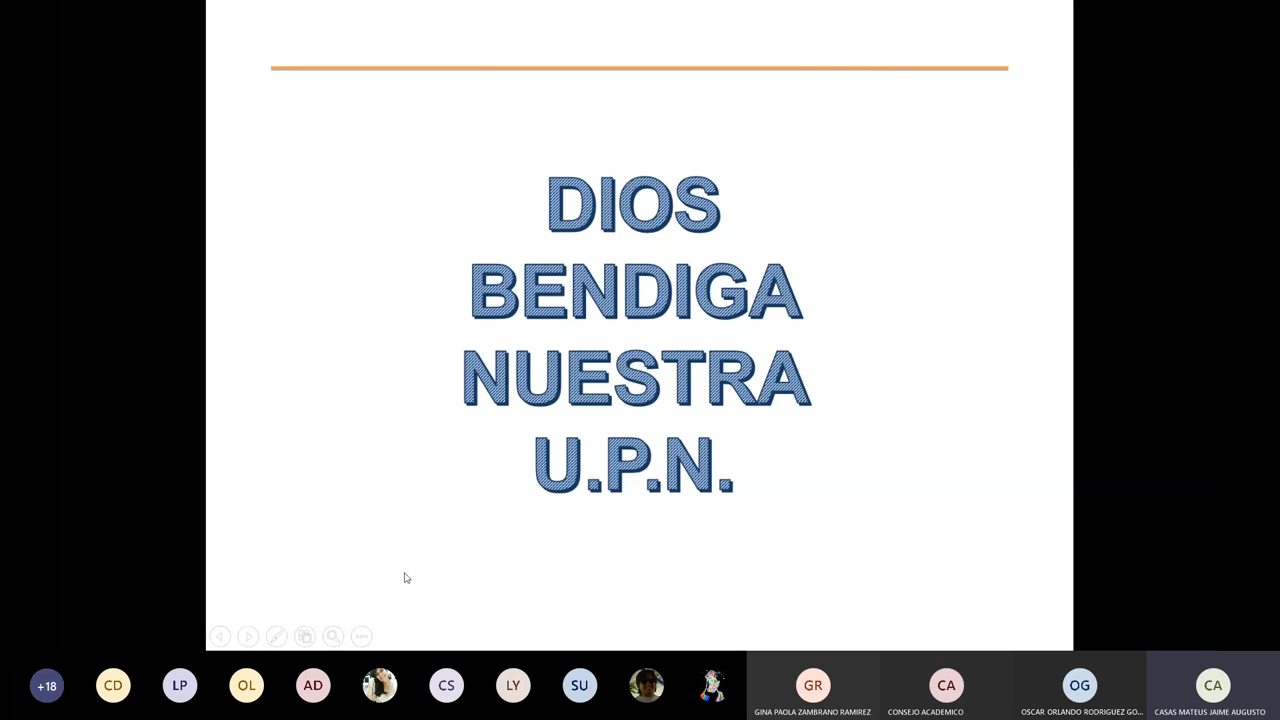 DIOS
BENDIGA
NUESTRA
U.P.N.
+18
CD
LP
OL
AD
CS
LY
SU
GR
CA
OG
CA
GINA PAOLA ZAMBRANO RAMIREZ
CONSEJO ACADEMICO
OSCAR ORLANDO RODRIGUEZ GO...
CASAS MATEUS JAIME AUGUSTO